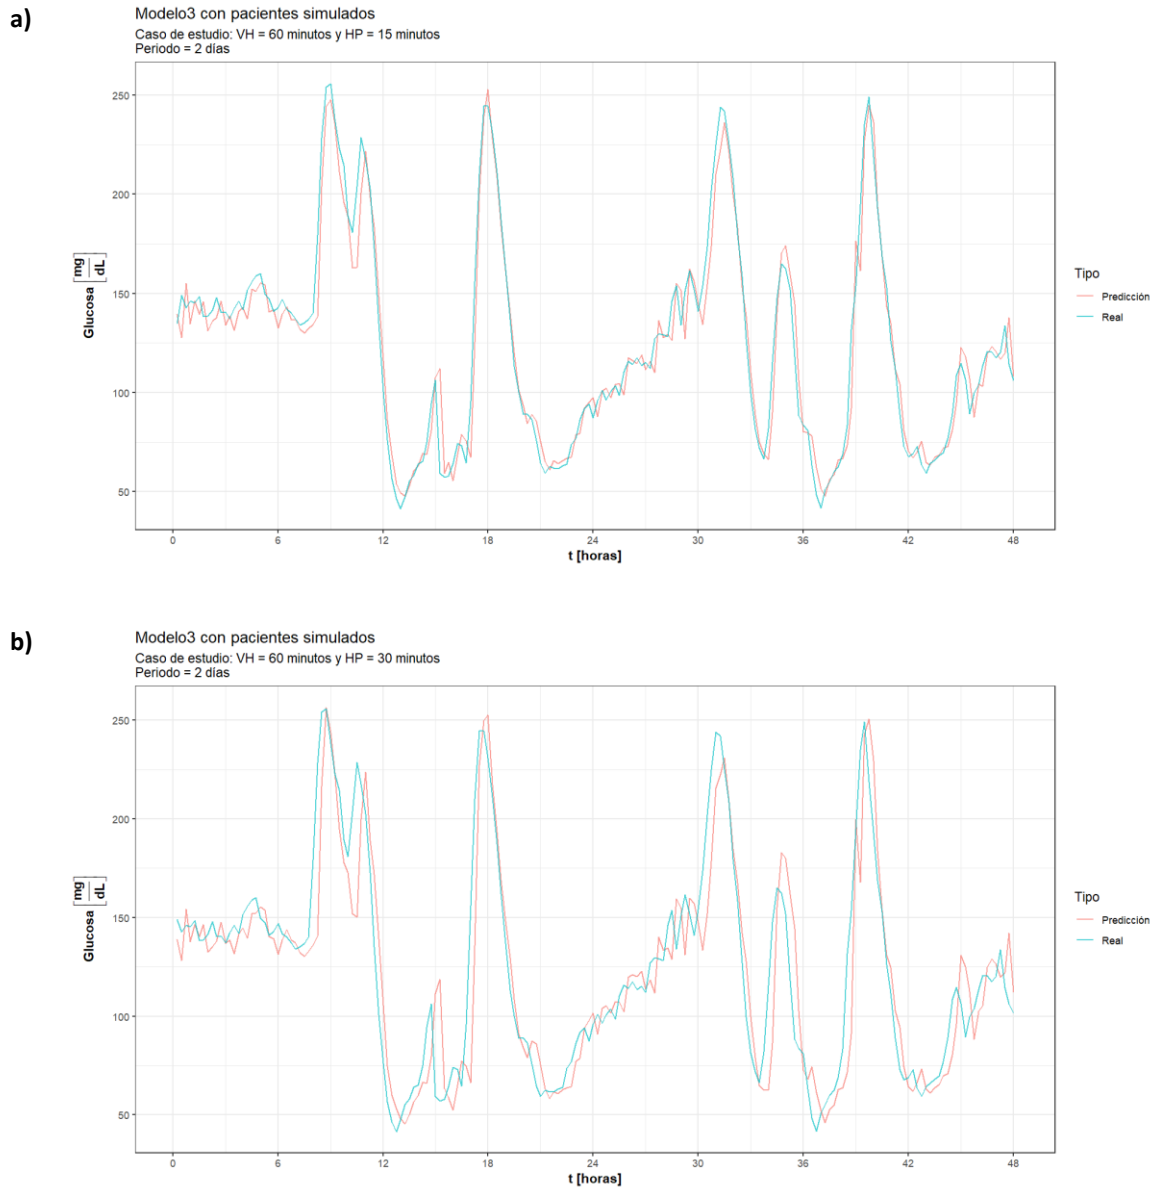 a)
Modelo3 con pacientes simulados
Caso de estudio: VH = 60 minutos y HP = 15 minutos
Periodo = 2 días
250
200
150
100
50
Glucosa [mg/dL]
0 6 12 18 24 30 36 42 48
t [horas]
Tipo
Predicción
Real
b)
Modelo3 con pacientes simulados
Caso de estudio: VH = 60 minutos y HP = 30 minutos
Periodo = 2 días
250
200
150
100
50
Glucosa [mg/dL]
0 6 12 18 24 30 36 42 48
t [horas]
Tipo
Predicción
Real